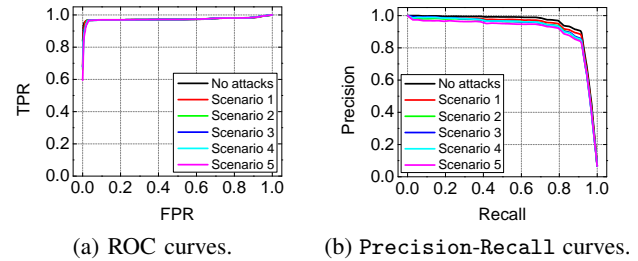 1.0
0.8
0.6
0.4
0.2
0.0
TPR
No attacks
Scenario 1
Scenario 2
Scenario 3
Scenario 4
Scenario 5
0.0 0.2 0.4 0.6 0.8 1.0
FPR
(a) ROC curves.
1.0
0.8
0.6
0.4
0.2
0.0
Precision
No attacks
Scenario 1
Scenario 2
Scenario 3
Scenario 4
Scenario 5
0.0 0.2 0.4 0.6 0.8 1.0
Recall
(b) Precision-Recall curves.